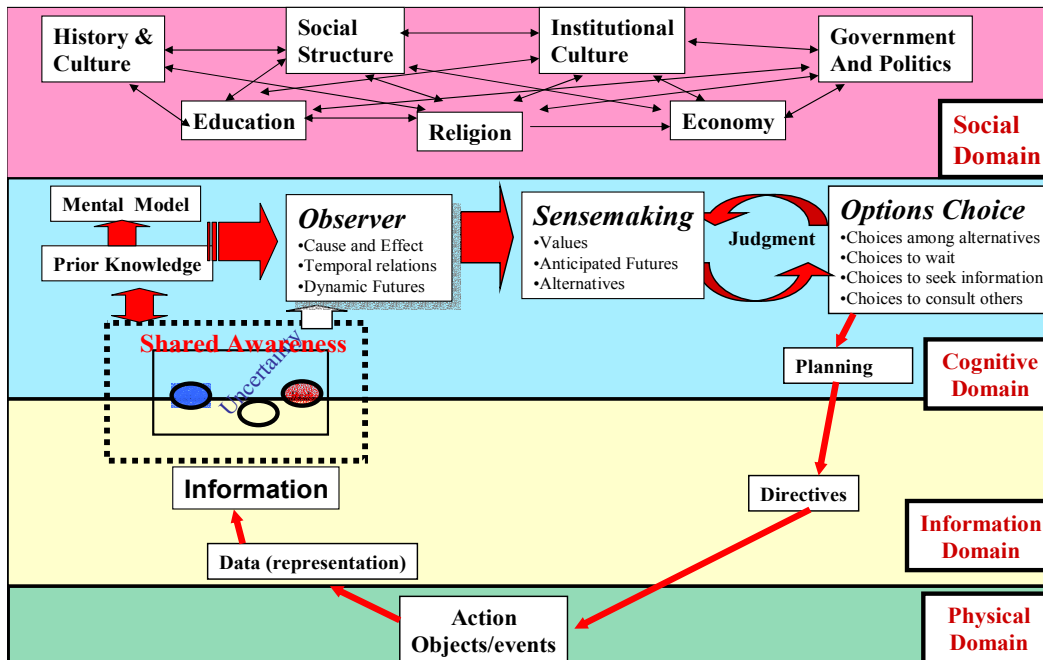 History &
Culture
Social
Structure
Institutional
Culture
Government
And Politics
Education
Religion
Economy
Social
Domain
Mental Model
Prior Knowledge
Observer
•Cause and Effect
•Temporal relations
•Dynamic Futures
Sensemaking
•Values
•Anticipated Futures
•Alternatives
Judgment
Options Choice
•Choices among alternatives
•Choices to wait
•Choices to seek information
•Choices to consult others
Shared Awareness
Uncertainty
Planning
Cognitive
Domain
Information
Directives
Data (representation)
Information
Domain
Action
Objects/events
Physical
Domain